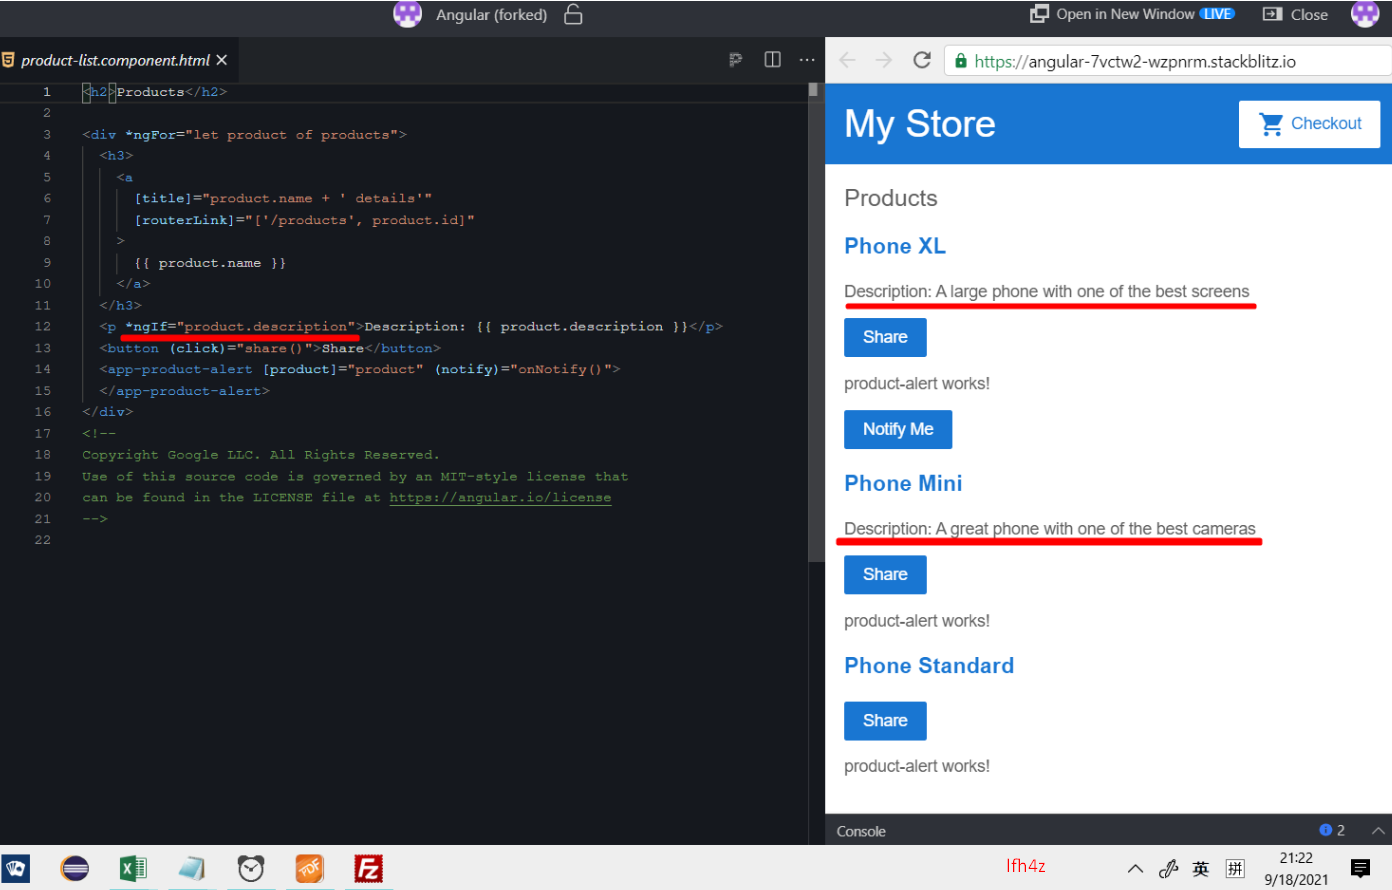 Angular (forked)
Open in New Window LIVE
Close
product-list.component.html
https://angular-7vctw2-wzpnrm.stackblitz.io
1 <h2>Products</h2>
2
3 <div *ngFor="let product of products">
4 <h3>
5 <a
6 [title]="product.name + ' details'"
7 [routerLink]="['/products', product.id]"
8 >
9 {{ product.name }}
10 </a>
11 </h3>
12 <p *ngIf="product.description">Description: {{ product.description }}</p>
13 <button (click)="share()">Share</button>
14 <app-product-alert [product]="product" (notify)="onNotify()">
15 </app-product-alert>
16 </div>
17 <!--
18 Copyright Google LLC. All Rights Reserved.
19 Use of this source code is governed by an MIT-style license that
20 can be found in the LICENSE file at https://angular.io/license
21 -->
22
My Store
Checkout
Products
Phone XL
Description: A large phone with one of the best screens
Share
product-alert works!
Notify Me
Phone Mini
Description: A great phone with one of the best cameras
Share
product-alert works!
Phone Standard
Share
product-alert works!
Console
2
PDF
Fz
lfh4z
英
拼
21:22
9/18/2021